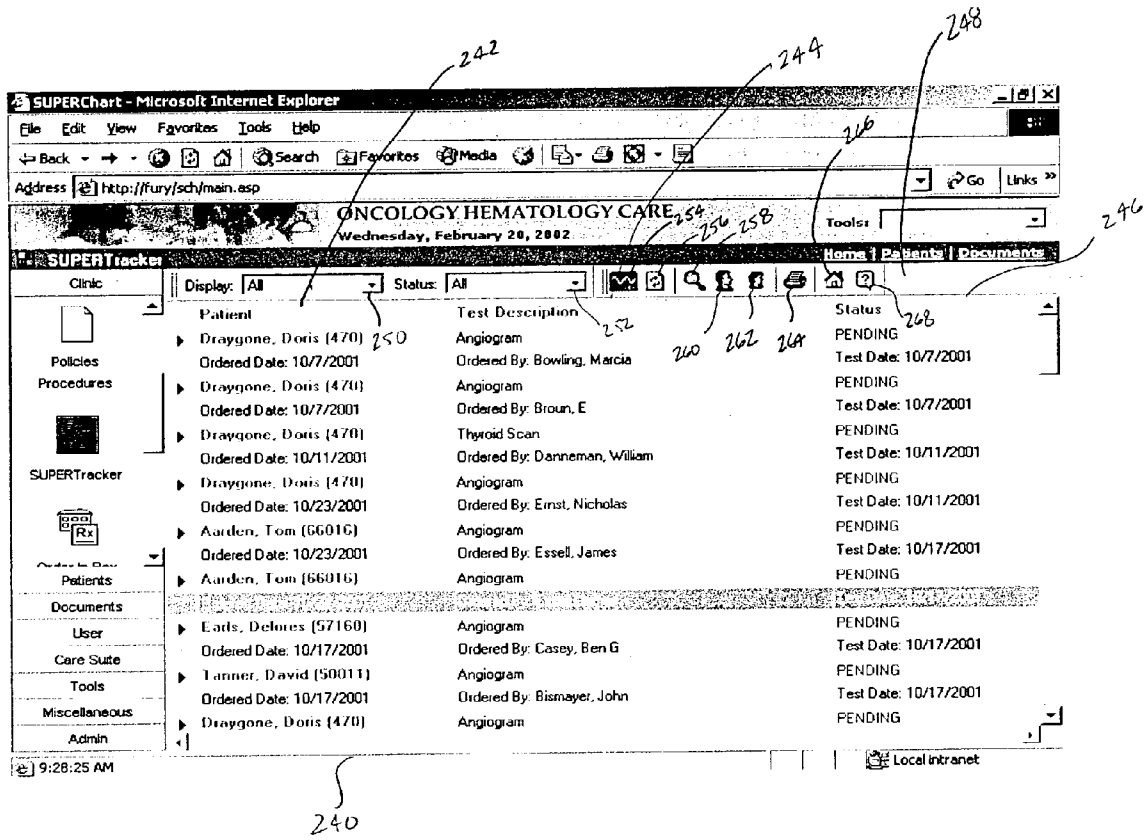 248
242
244
SUPERChart - Microsoft Internet Explorer
File Edit View Favorites Tools Help
266
Back Search Favorites Media
Address http://fury/sch/main.asp Go Links »
ONCOLOGY HEMATOLOGY CARE 254 256 258 Tools: 246
Wednesday, February 20, 2002
SUPERTracker Home | Patients | Documents
Clinic Display: All Status: All
Patient Test Description Status
250 252 260 262 264 268
Draygone, Doris (470) Angiogram PENDING
Policies Ordered Date: 10/7/2001 Ordered By: Bowling, Marcia Test Date: 10/7/2001
Procedures Draygone, Doris (470) Angiogram PENDING
Ordered Date: 10/7/2001 Ordered By: Broun, E Test Date: 10/7/2001
Draygone, Doris (470) Thyroid Scan PENDING
Ordered Date: 10/11/2001 Ordered By: Danneman, William Test Date: 10/11/2001
SUPERTracker Draygone, Doris (470) Angiogram PENDING
Ordered Date: 10/23/2001 Ordered By: Ernst, Nicholas Test Date: 10/11/2001
Rx Aarden, Tom (66016) Angiogram PENDING
Ordered Date: 10/23/2001 Ordered By: Essell, James Test Date: 10/17/2001
Patients Aarden, Tom (66016) Angiogram PENDING
Documents
User Earls, Delores (57160) Angiogram PENDING
Care Suite Ordered Date: 10/17/2001 Ordered By: Casey, Ben G Test Date: 10/17/2001
Tools Tanner, David (50011) Angiogram PENDING
Miscellaneous Ordered Date: 10/17/2001 Ordered By: Bismayer, John Test Date: 10/17/2001
Admin Draygone, Doris (470) Angiogram PENDING
9:28:25 AM Local intranet
240